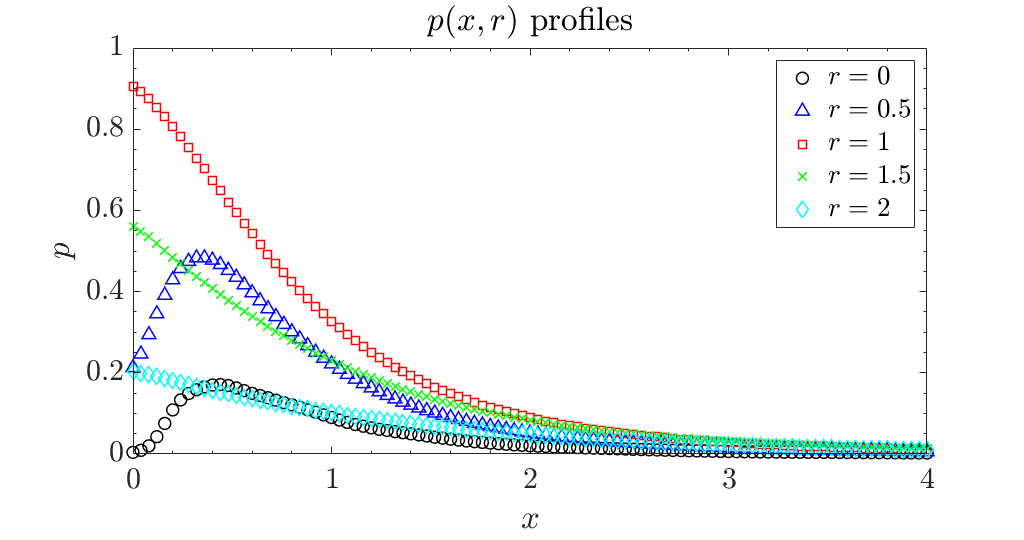 p(x, r) profiles
1
0.8
0.6
0.4
0.2
0
p
r = 0
r = 0.5
r = 1
r = 1.5
r = 2
0 1 2 3 4
x